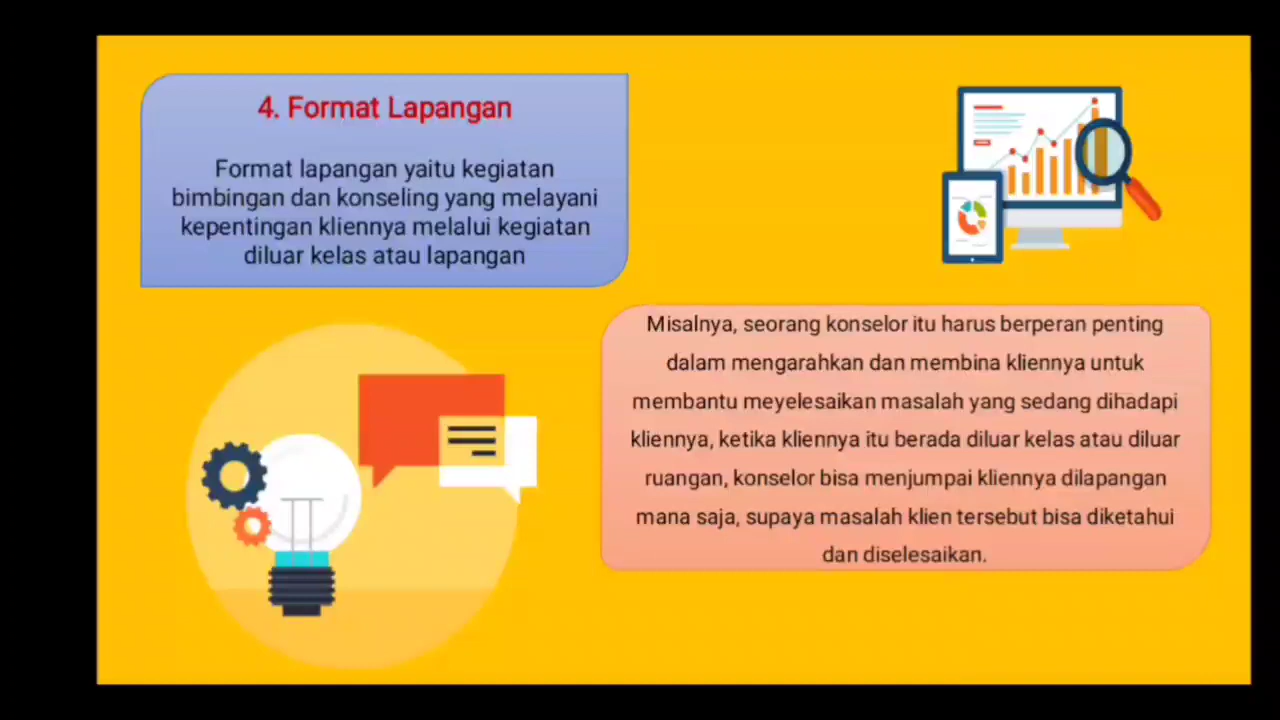 4. Format Lapangan
Format lapangan yaitu kegiatan
bimbingan dan konseling yang melayani
kepentingan kliennya melalui kegiatan
diluar kelas atau lapangan
Misalnya, seorang konselor itu harus berperan penting
dalam mengarahkan dan membina kliennya untuk
membantu meyelesaikan masalah yang sedang dihadapi
kliennya, ketika kliennya itu berada diluar kelas atau diluar
ruangan, konselor bisa menjumpai kliennya dilapangan
mana saja, supaya masalah klien tersebut bisa diketahui
dan diselesaikan.